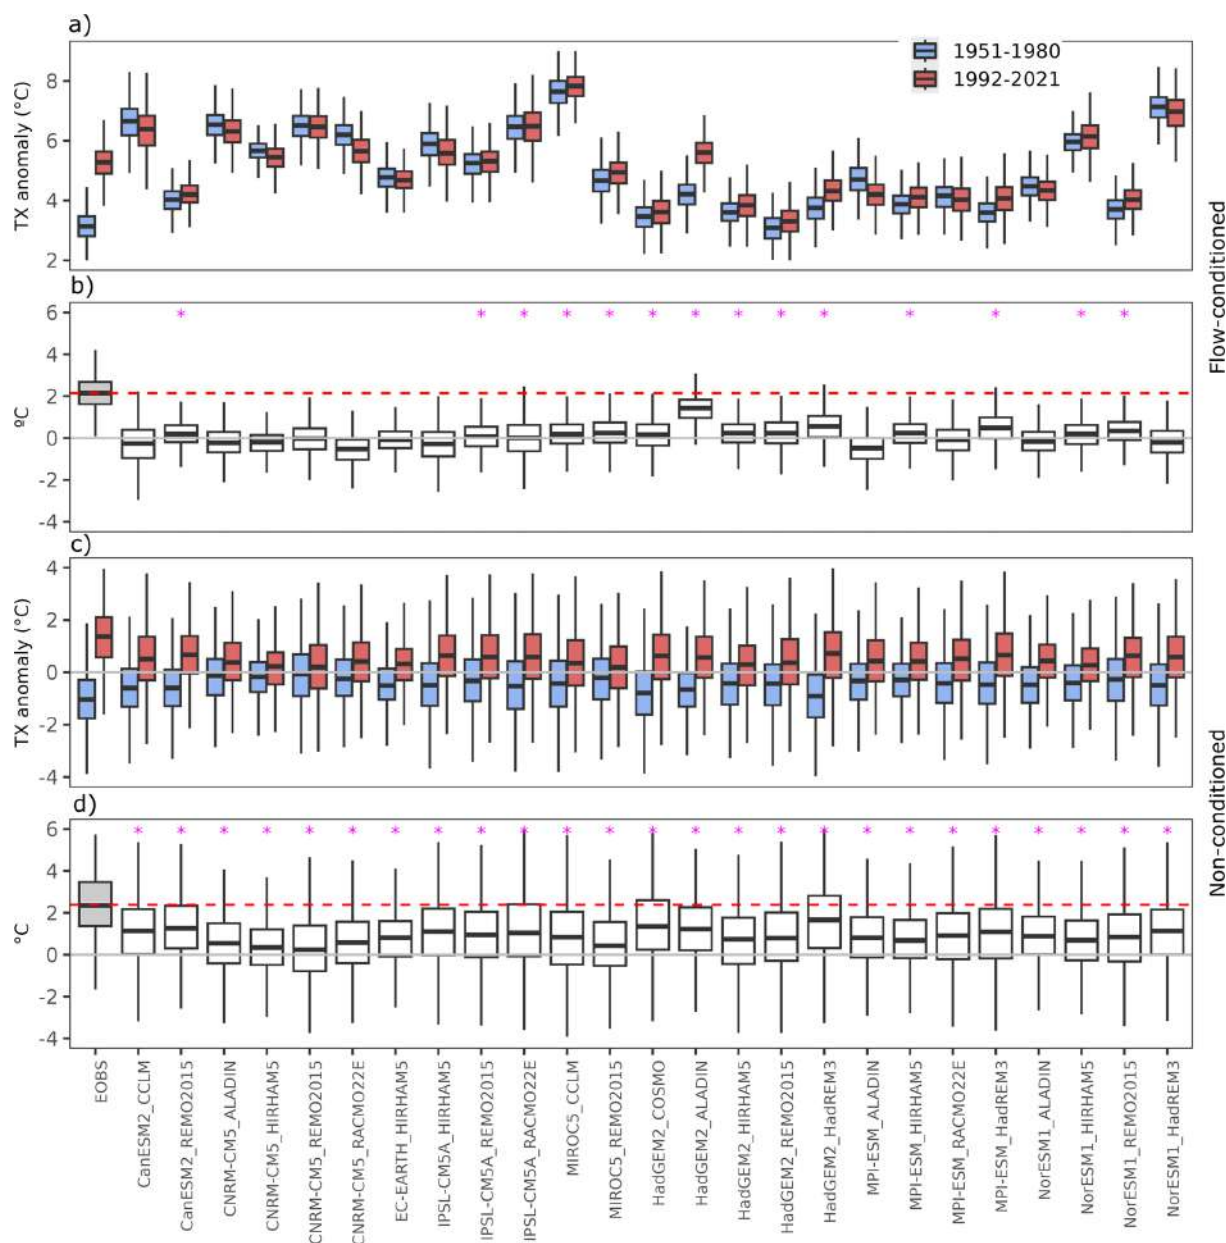 a)
1951-1980
1992-2021
TX anomaly (°C)
8
6
4
2
b)
* * * * * * * * * * * * * *
ºC
6
4
2
0
-2
-4
Flow-conditioned
c)
TX anomaly (°C)
4
2
0
-2
-4
d)
* * * * * * * * * * * * * * * * * * * * * * * * *
°C
6
4
2
0
-2
-4
Non-conditioned
EOBS
CanESM2_CCLM
CanESM2_REMO2015
CNRM-CM5_ALADIN
CNRM-CM5_HIRHAM5
CNRM-CM5_REMO2015
CNRM-CM5_RACMO22E
EC-EARTH_HIRHAM5
IPSL-CM5A_HIRHAM5
IPSL-CM5A_REMO2015
IPSL-CM5A_RACMO22E
MIROC5_CCLM
MIROC5_REMO2015
HadGEM2_COSMO
HadGEM2_ALADIN
HadGEM2_HIRHAM5
HadGEM2_REMO2015
HadGEM2_HadREM3
MPI-ESM_ALADIN
MPI-ESM_HIRHAM5
MPI-ESM_RACMO22E
MPI-ESM_HadREM3
NorESM1_ALADIN
NorESM1_HIRHAM5
NorESM1_REMO2015
NorESM1_HadREM3